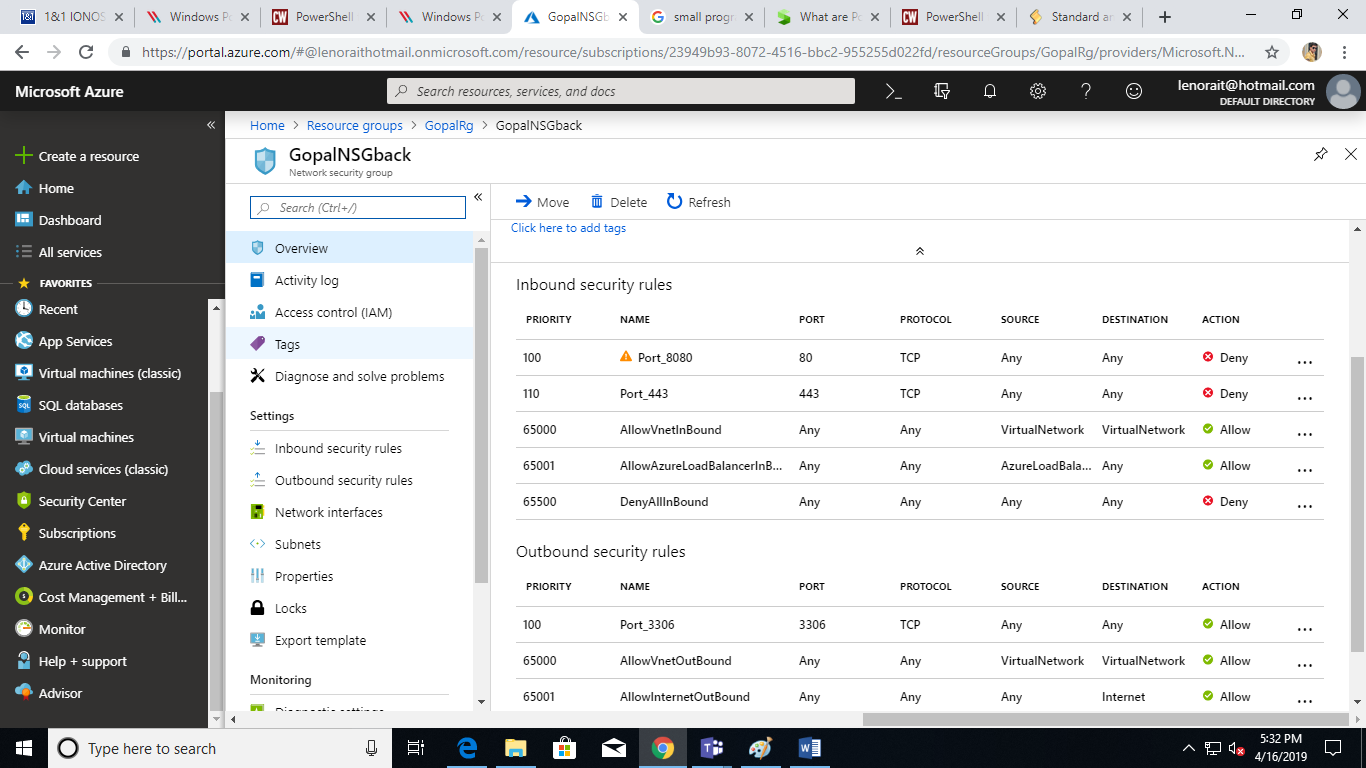 1&1 IONOS
Windows Po
PowerShell
Windows Po
GopalNSGb
small progr
What are Po
PowerShell
Standard an
https://portal.azure.com/#@lenoraithotmail.onmicrosoft.com/resource/subscriptions/23949b93-8072-4516-bbc2-955255d022fd/resourceGroups/GopalRg/providers/Microsoft.N...
Microsoft Azure
Search resources, services, and docs
lenorait@hotmail.com
DEFAULT DIRECTORY
Home > Resource groups > GopalRg > GopalNSGback
GopalNSGback
Network security group
Create a resource
Home
Dashboard
All services
FAVORITES
Recent
App Services
Virtual machines (classic)
SQL databases
Virtual machines
Cloud services (classic)
Security Center
Subscriptions
Azure Active Directory
Cost Management + Bill...
Monitor
Help + support
Advisor
Search (Ctrl+/)
Overview
Activity log
Access control (IAM)
Tags
Diagnose and solve problems
Settings
Inbound security rules
Outbound security rules
Network interfaces
Subnets
Properties
Locks
Export template
Monitoring
Diagnostic settings
Move Delete Refresh
Click here to add tags
Inbound security rules
PRIORITY NAME PORT PROTOCOL SOURCE DESTINATION ACTION
100 Port_8080 80 TCP Any Any Deny ...
110 Port_443 443 TCP Any Any Deny ...
65000 AllowVnetInBound Any Any VirtualNetwork VirtualNetwork Allow ...
65001 AllowAzureLoadBalancerInB... Any Any AzureLoadBala... Any Allow ...
65500 DenyAllInBound Any Any Any Any Deny ...
Outbound security rules
PRIORITY NAME PORT PROTOCOL SOURCE DESTINATION ACTION
100 Port_3306 3306 TCP Any Any Allow ...
65000 AllowVnetOutBound Any Any VirtualNetwork VirtualNetwork Allow ...
65001 AllowInternetOutBound Any Any Any Internet Allow ...
Type here to search
5:32 PM
4/16/2019